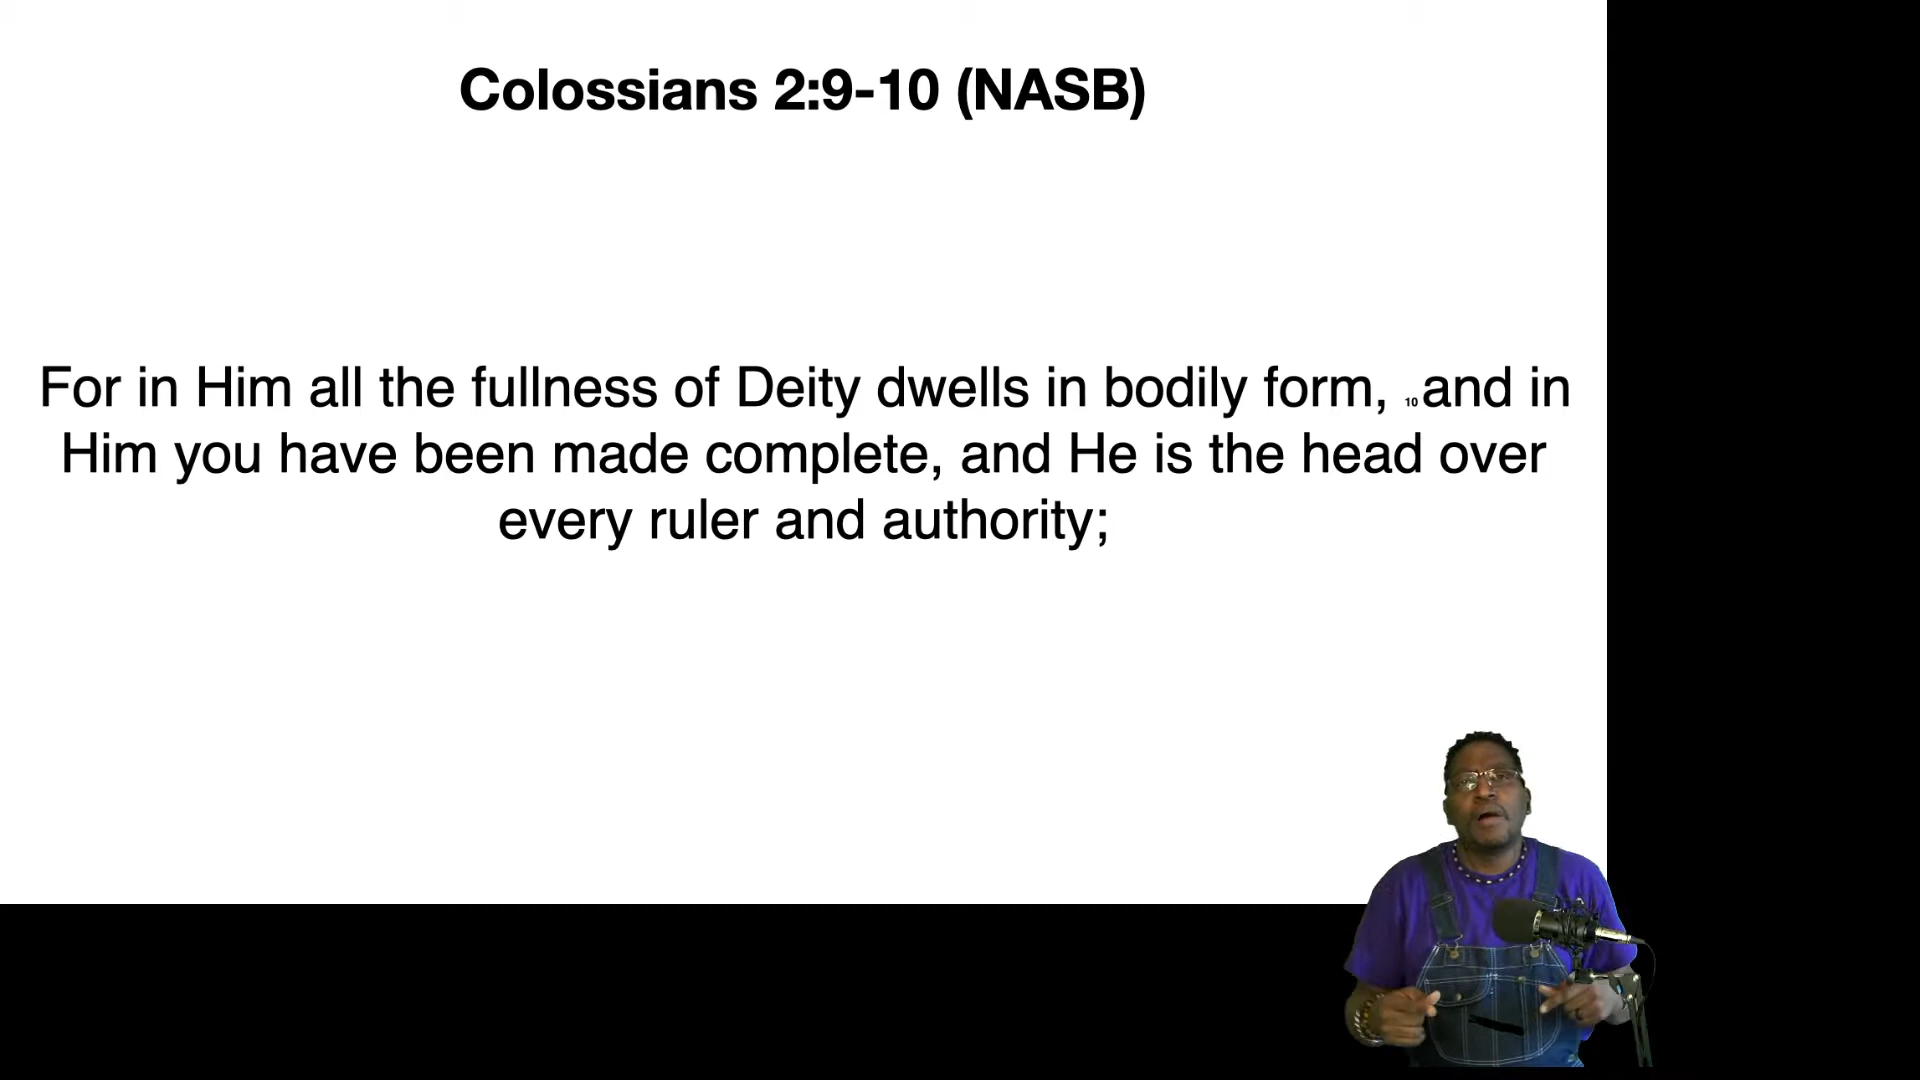 Colossians 2:9-10 (NASB)
For in Him all the fullness of Deity dwells in bodily form, 10 and in
Him you have been made complete, and He is the head over
every ruler and authority;